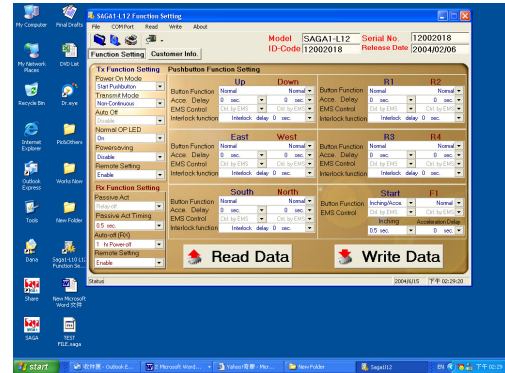 SAGA1-L12 Function Setting
File COM Port Read Write About
Model SAGA1-L12 Serial No. 12002018
ID-Code 12002018 Release Date 2004/02/06
Function Setting Customer Info.
Tx Function Setting
Power On Mode
Start Pushbutton
Transmit Mode
Non-Continuous
Auto Off
Disable
Normal OP LED
On
Powersaving
Disable
Remote Setting
Enable
Rx Function Setting
Passive Act
Relay-off
Passive Act Timing
0.5 sec.
Auto-off (RX)
1 hr Power-off
Remote Setting
Enable
Pushbutton Function Setting
Up Down
Button Function Normal Normal
Acce. Delay 0 sec. 0 sec.
EMS Control Ctrl. by EMS Ctrl. by EMS
Interlock function Interlock delay 0 sec.
R1 R2
Button Function Normal Normal
Acce. Delay 0 sec. 0 sec.
EMS Control Ctrl. by EMS Ctrl. by EMS
Interlock function Interlock delay 0 sec.
East West
Button Function Normal Normal
Acce. Delay 0 sec. 0 sec.
EMS Control Ctrl. by EMS Ctrl. by EMS
Interlock function Interlock delay 0 sec.
R3 R4
Button Function Normal Normal
Acce. Delay 0 sec. 0 sec.
EMS Control Ctrl. by EMS Ctrl. by EMS
Interlock function Interlock delay 0 sec.
South North
Button Function Normal Normal
Acce. Delay 0 sec. 0 sec.
EMS Control Ctrl. by EMS Ctrl. by EMS
Interlock function Interlock delay 0 sec.
Start F1
Button Function Inching/Acce. Normal
EMS Control Ctrl. by EMS Ctrl. by EMS
Inching Acceleration Delay
0.5 sec. 0 sec.
Read Data
Write Data
Status 2004/6/15 下午 02:29:20
My Computer
Final Drafts
My Network Places
DVD List
Recycle Bin
Dr.eye
Internet Explorer
Outlook Express
Works Now
Tools
New Folder
Dana
Saga1-L10 L1
Function Se...
Share
New Microsoft Word 文件
SAGA
TEST FILE.saga
start
- Outlook E...
2 Microsoft Word...
Yahoo!奇摩 - Micr...
New Folder
Saga1l12
EN
下午 02:29